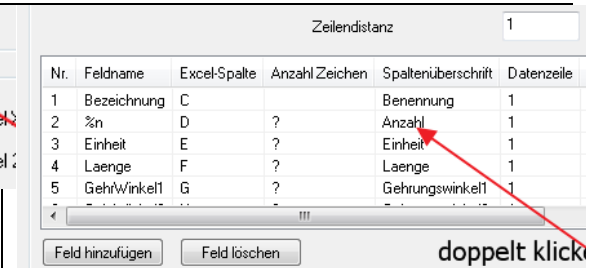 Zeilendistanz 1
Nr. Feldname Excel-Spalte Anzahl Zeichen Spaltenüberschrift Datenzeile
1 Bezeichnung C Benennung 1
2 %n D ? Anzahl 1
3 Einheit E ? Einheit 1
4 Laenge F ? Laenge 1
5 GehrWinkel1 G ? Gehrungswinkel1 1
Feld hinzufügen Feld löschen doppelt klick